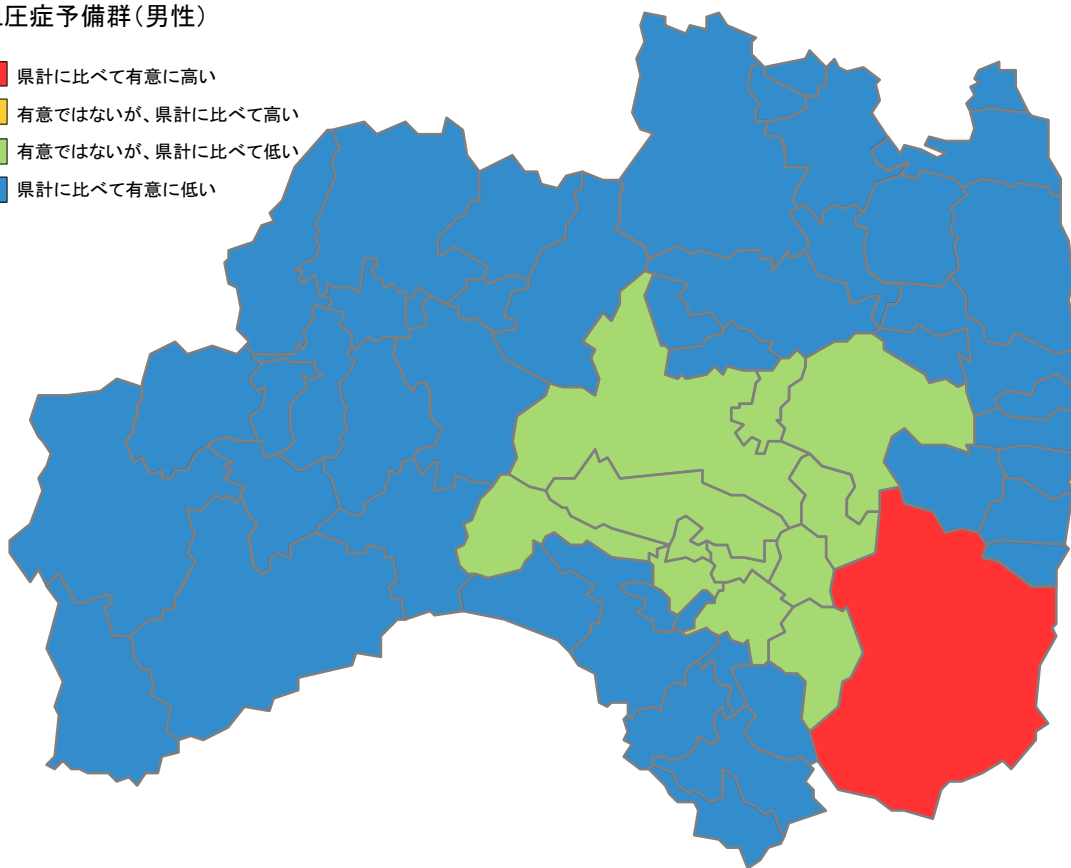 圧症予備群（男性）
県計に比べて有意に高い
有意ではないが、県計に比べて高い
有意ではないが、県計に比べて低い
県計に比べて有意に低い